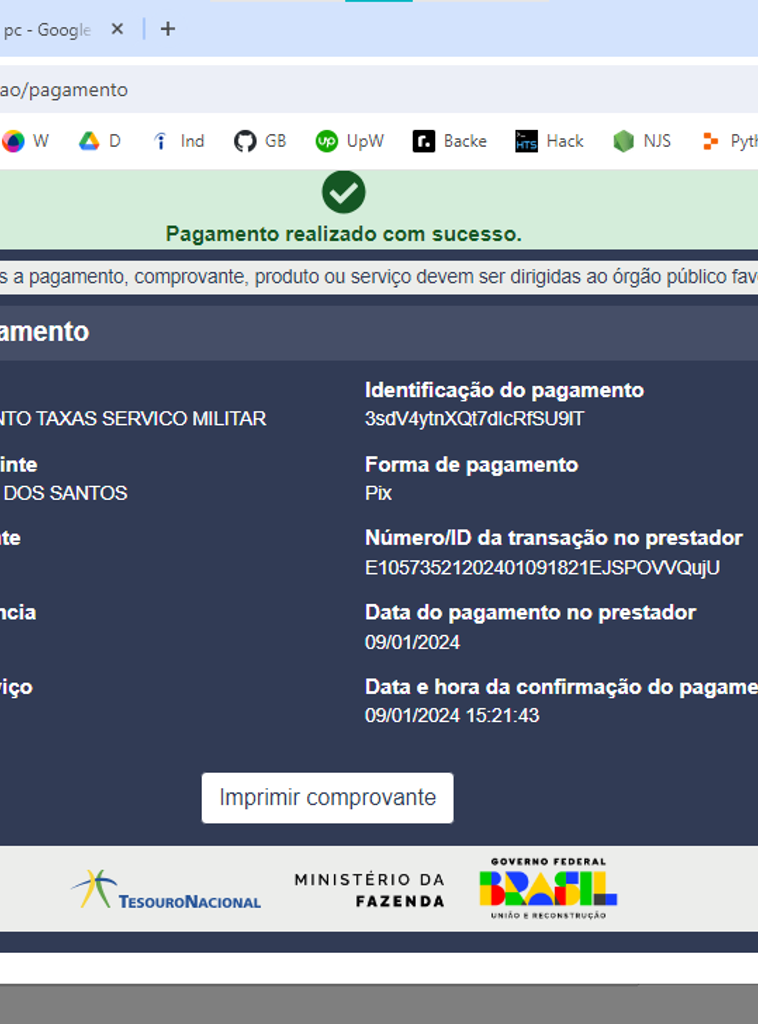 pc - Google
ao/pagamento
W D Ind GB UpW Backe Hack NJS Pyth
Pagamento realizado com sucesso.
s a pagamento, comprovante, produto ou serviço devem ser dirigidas ao órgão público fav
amento
Identificação do pagamento
NTO TAXAS SERVICO MILITAR
3sdV4ytnXQt7dIcRfSU9IT
inte
Forma de pagamento
DOS SANTOS
Pix
te
Número/ID da transação no prestador
E10573521202401091821EJSPOVVQujU
ncia
Data do pagamento no prestador
09/01/2024
iço
Data e hora da confirmação do pagame
09/01/2024 15:21:43
Imprimir comprovante
TESOURONACIONAL
MINISTÉRIO DA
FAZENDA
GOVERNO FEDERAL
BRASIL
UNIÃO E RECONSTRUÇÃO